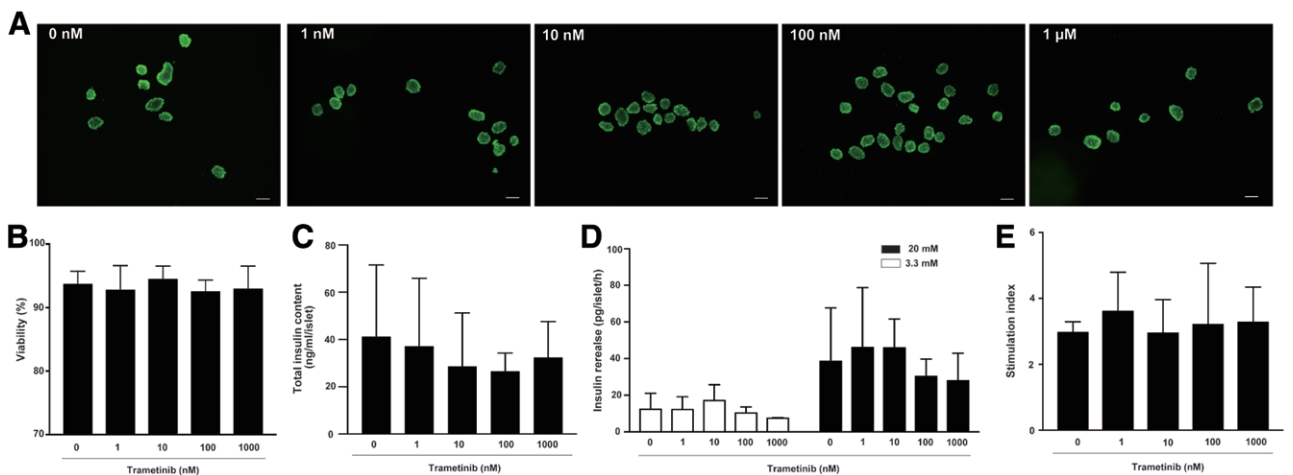 A
0 nM
1 nM
10 nM
100 nM
1 μM
B
Viability (%)
100
90
80
70
0 1 10 100 1000
Trametinib (nM)
C
Total insulin content
(ng/ml/islet)
80
60
40
20
0
0 1 10 100 1000
Trametinib (nM)
D
Insulin rerealse (pg/islet/h)
100
80
60
40
20
0
20 mM
3.3 mM
0 1 10 100 1000 0 1 10 100 1000
Trametinib (nM)
E
Stimulation index
6
4
2
0
0 1 10 100 1000
Trametinib (nM)